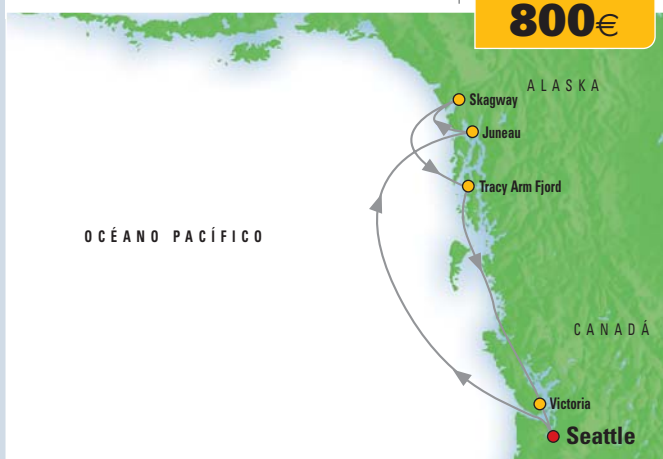 800€
ALASKA
Skagway
Juneau
Tracy Arm Fjord
OCÉANO PACÍFICO
CANADÁ
Victoria
Seattle